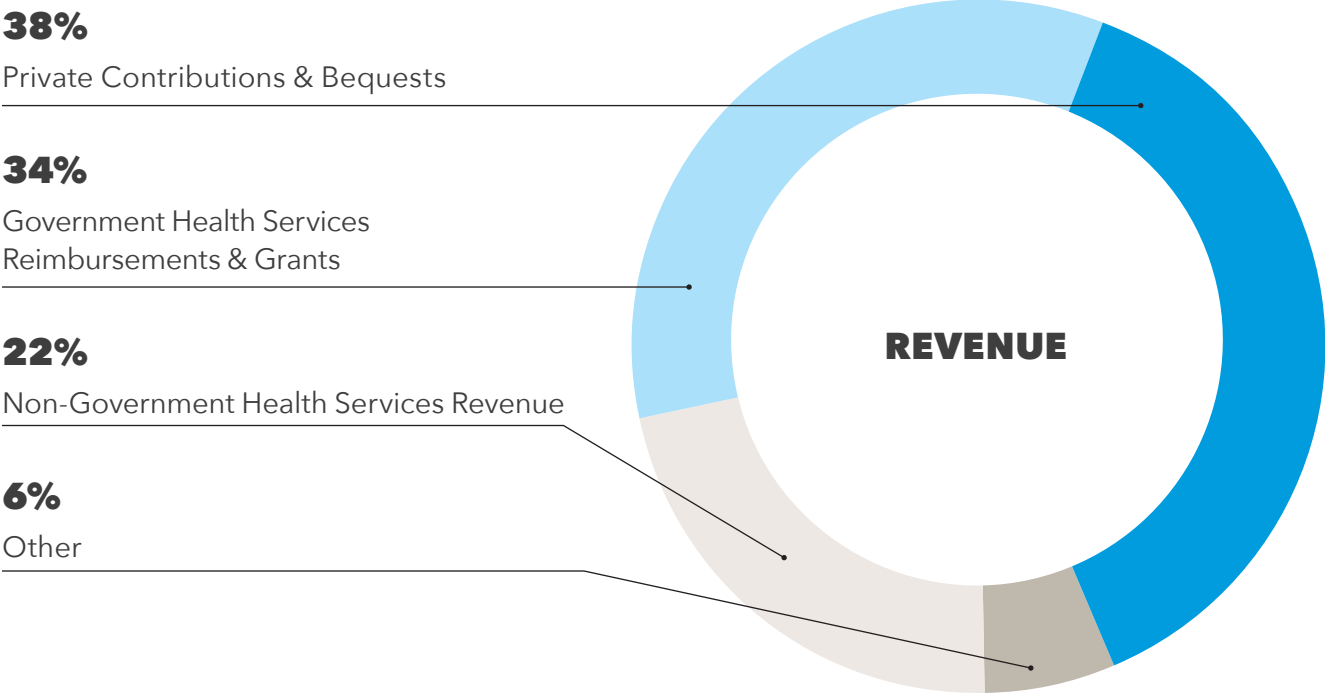 38%
Private Contributions & Bequests
34%
Government Health Services
Reimbursements & Grants
22%
Non-Government Health Services Revenue
6%
Other
REVENUE